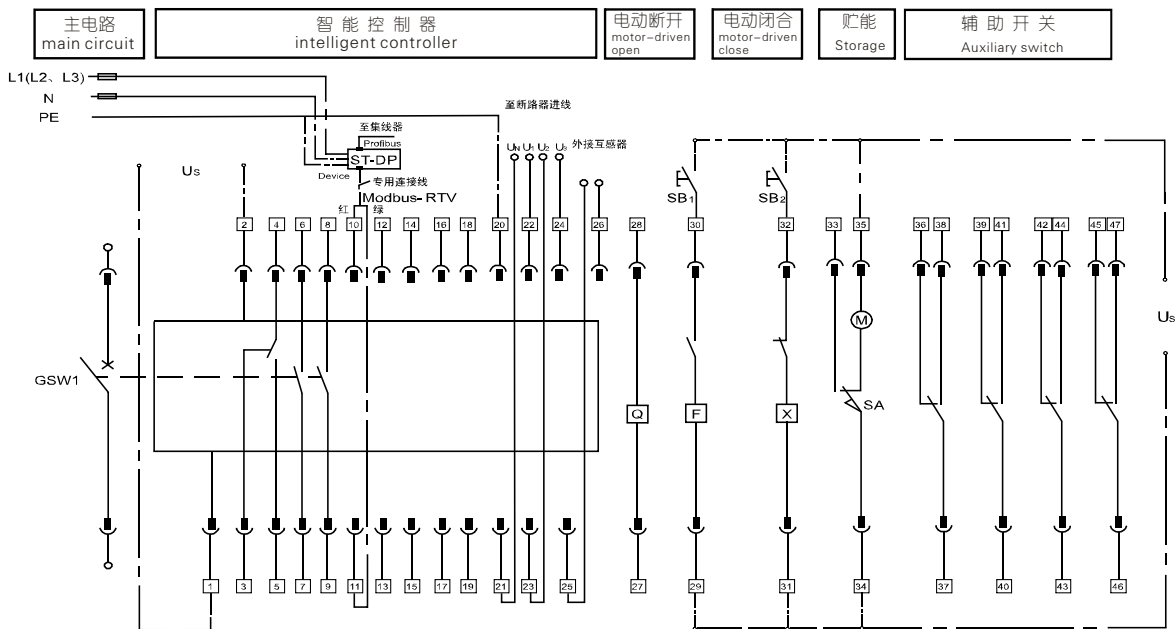 主电路
main circuit
智能控制器
intelligent controller
电动断开
motor-driven
open
电动闭合
motor-driven
close
贮能
Storage
辅助开关
Auxiliary switch
L1(L2、L3)
N
PE
至断路器进线
至集线器
Profibus
ST-DP
Device
专用连接线
Modbus-RTV
红 绿
UN U1 U2 U3 外接互感器
Us
SB1
SB2
2 4 6 8 10 12 14 16 18 20 22 24 26 28 30 32 33 35 36 38 39 41 42 44 45 47
Us
M
GSW1
SA
Q F X
1 3 5 7 9 11 13 15 17 19 21 23 25 27 29 31 34 37 40 43 46